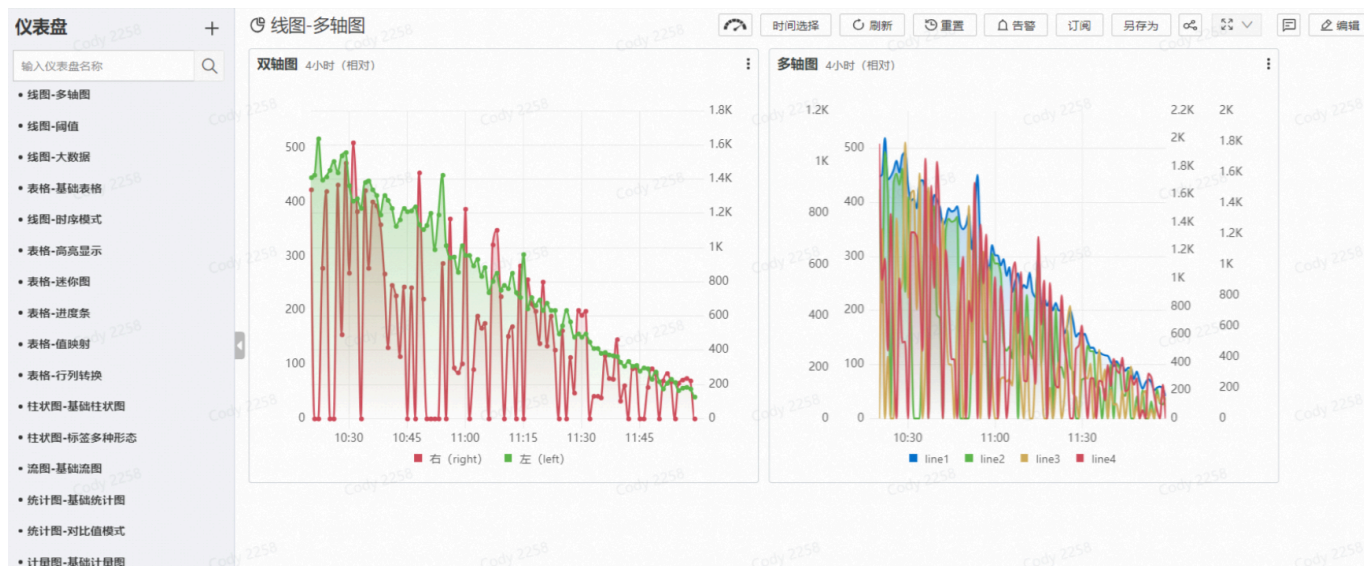 仪表盘
+
输入仪表盘名称
• 线图-多轴图
• 线图-阈值
• 线图-大数据
• 表格-基础表格
• 线图-时序模式
• 表格-高亮显示
• 表格-迷你图
• 表格-进度条
• 表格-值映射
• 表格-行列转换
• 柱状图-基础柱状图
• 柱状图-标签多种形态
• 流图-基础流图
• 统计图-基础统计图
• 统计图-对比值模式
• 计量图-基础计量图
线图-多轴图
时间选择 刷新 重置 告警 订阅 另存为 编辑
双轴图 4小时（相对）
1.8K
500 1.6K
1.4K
400
1.2K
300 1K
800
200 600
400
100
200
0 0
10:30 10:45 11:00 11:15 11:30 11:45
右（right） 左（left）
多轴图 4小时（相对）
1.2K 2.2K 2K
2K 1.8K
500
1K 1.8K 1.6K
400 1.6K 1.4K
800
1.4K 1.2K
300 1.2K
600 1K 1K
200 800 800
400
600 600
100 400 400
200 200 200
0 0 0 0
10:30 11:00 11:30
line1 line2 line3 line4
Cody 2258